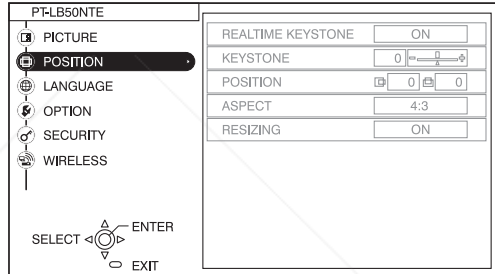 PT-LB50NTE
PICTURE
POSITION
LANGUAGE
OPTION
SECURITY
WIRELESS
SELECT
ENTER
EXIT
REALTIME KEYSTONE ON
KEYSTONE 0
POSITION 0 0
ASPECT 4:3
RESIZING ON